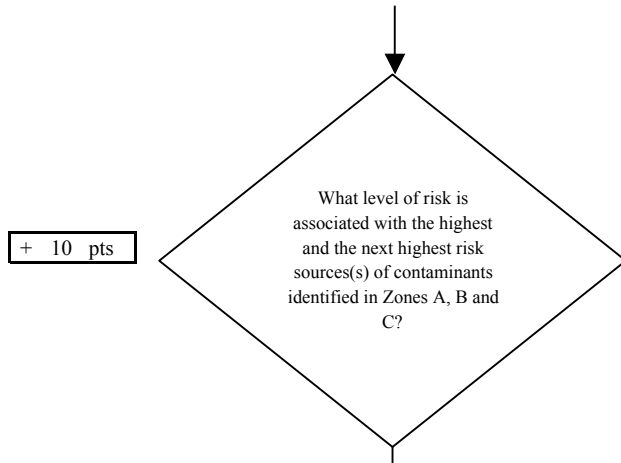 What level of risk is
associated with the highest
and the next highest risk
sources(s) of contaminants
identified in Zones A, B and
C?
+ 10 pts